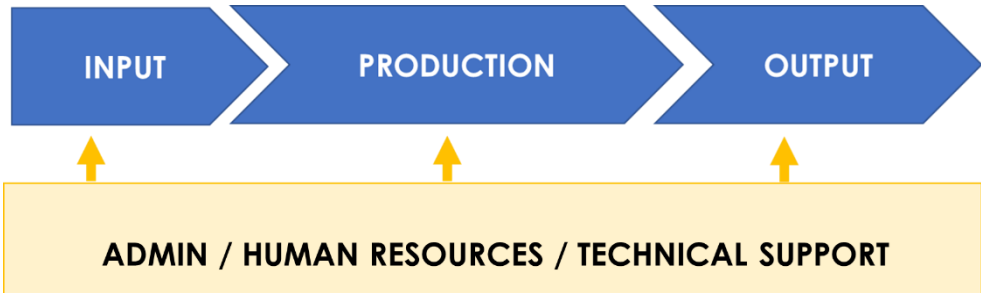 INPUT
PRODUCTION
OUTPUT
ADMIN / HUMAN RESOURCES / TECHNICAL SUPPORT